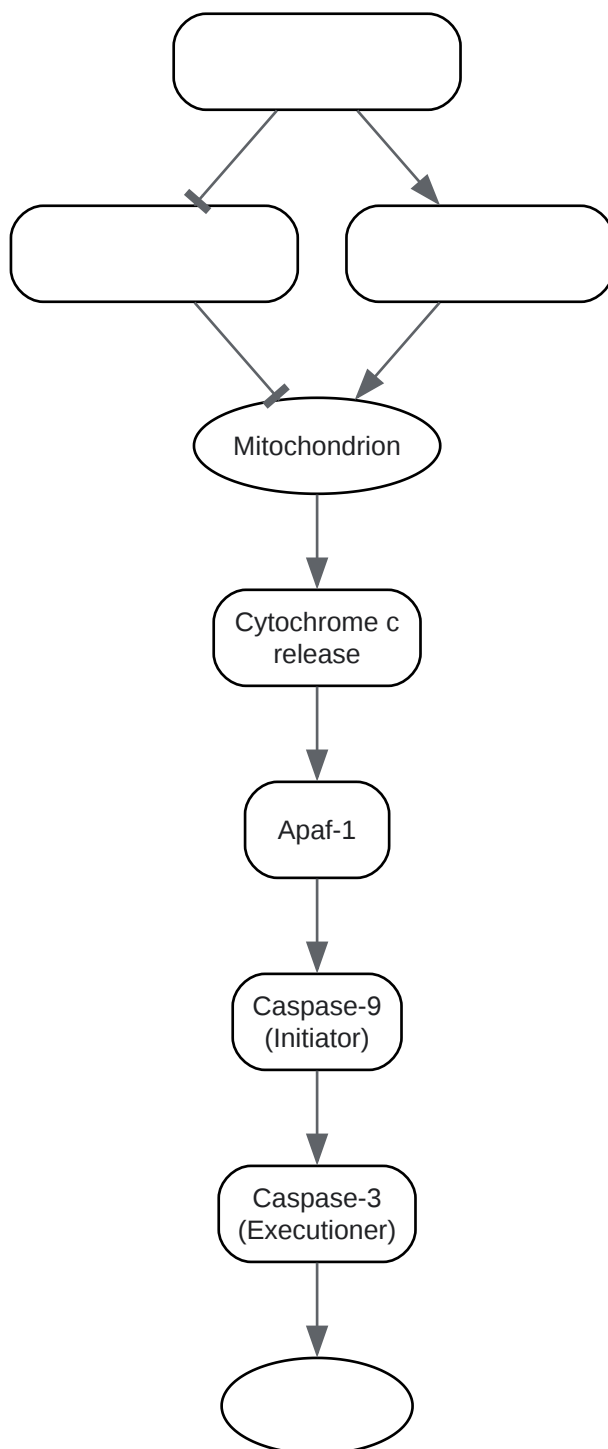 Mitochondrion
Cytochrome c
release
Apaf-1
Caspase-9
(Initiator)
Caspase-3
(Executioner)